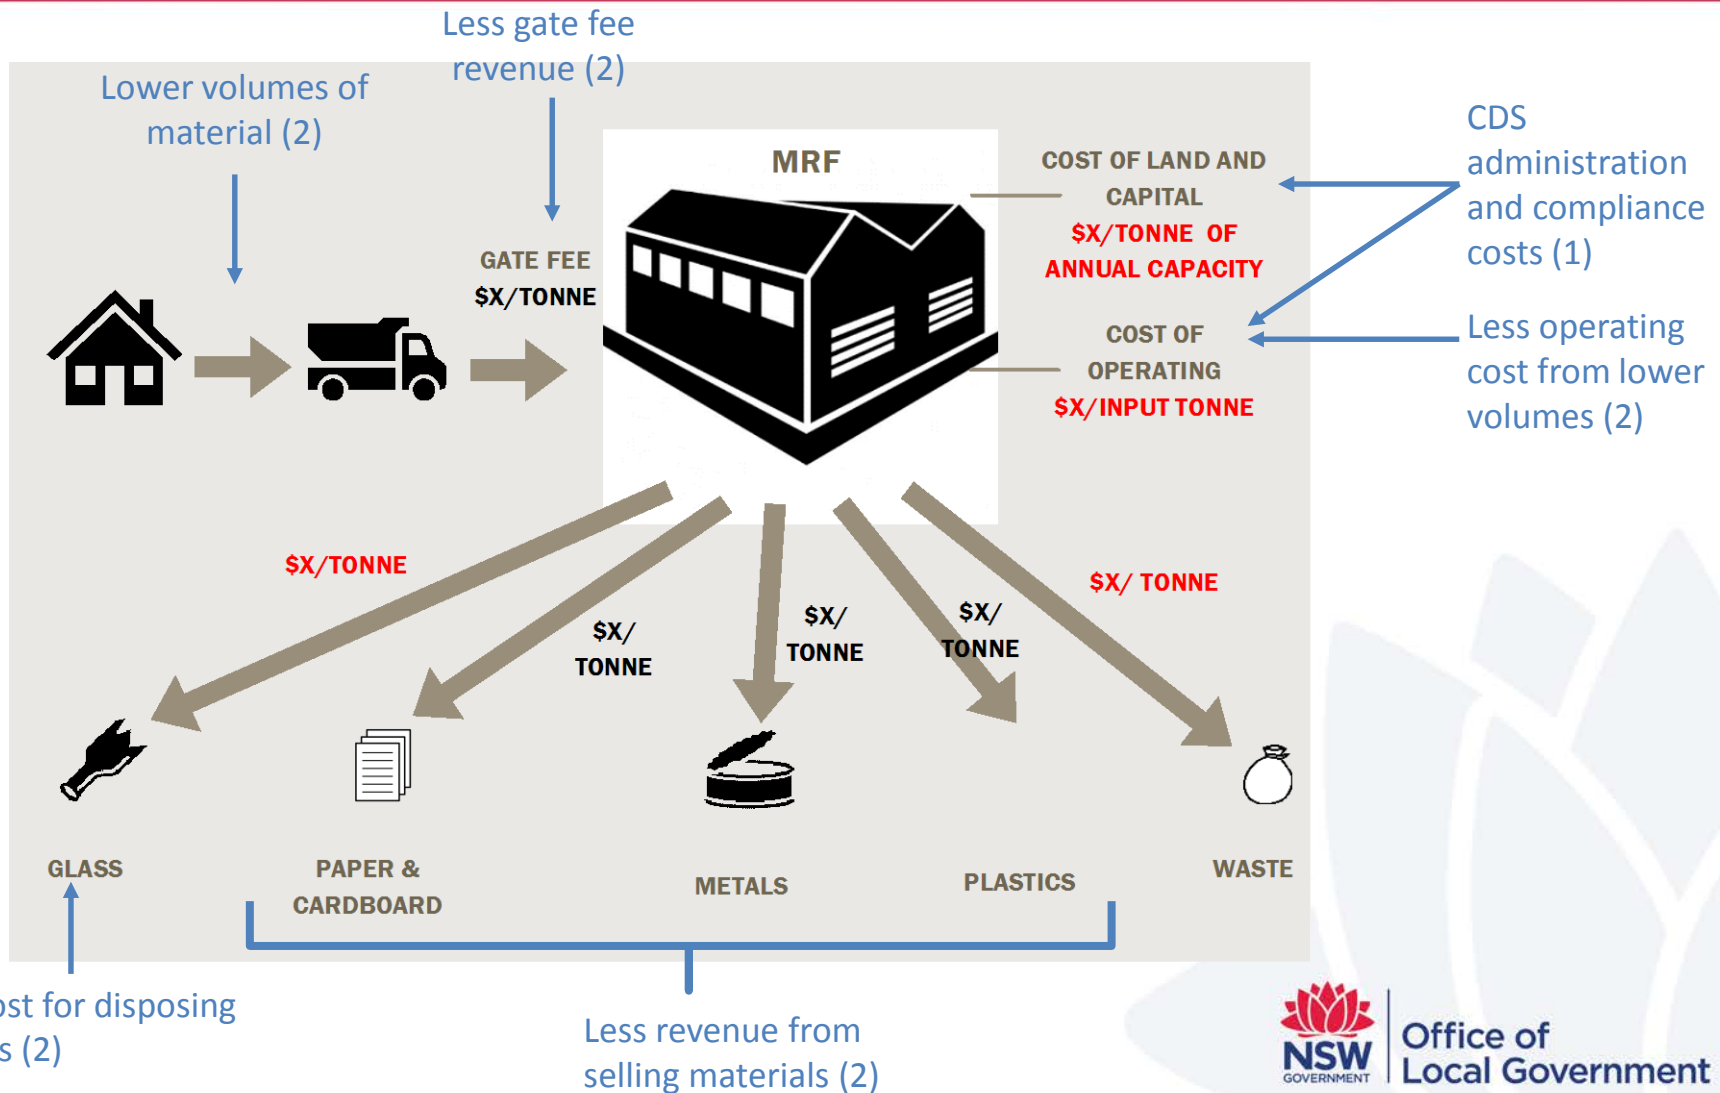 Less gate fee
revenue (2)
Lower volumes of
material (2)
MRF
GATE FEE
$X/TONNE
COST OF LAND AND
CAPITAL
$X/TONNE OF
ANNUAL CAPACITY
COST OF
OPERATING
$X/INPUT TONNE
CDS
administration
and compliance
costs (1)
Less operating
cost from lower
volumes (2)
$X/TONNE
$X/
TONNE
$X/
TONNE
$X/
TONNE
$X/ TONNE
GLASS
PAPER &
CARDBOARD
METALS
PLASTICS
WASTE
for disposing
(2)
Less revenue from
selling materials (2)
NSW
GOVERNMENT
Office of
Local Government